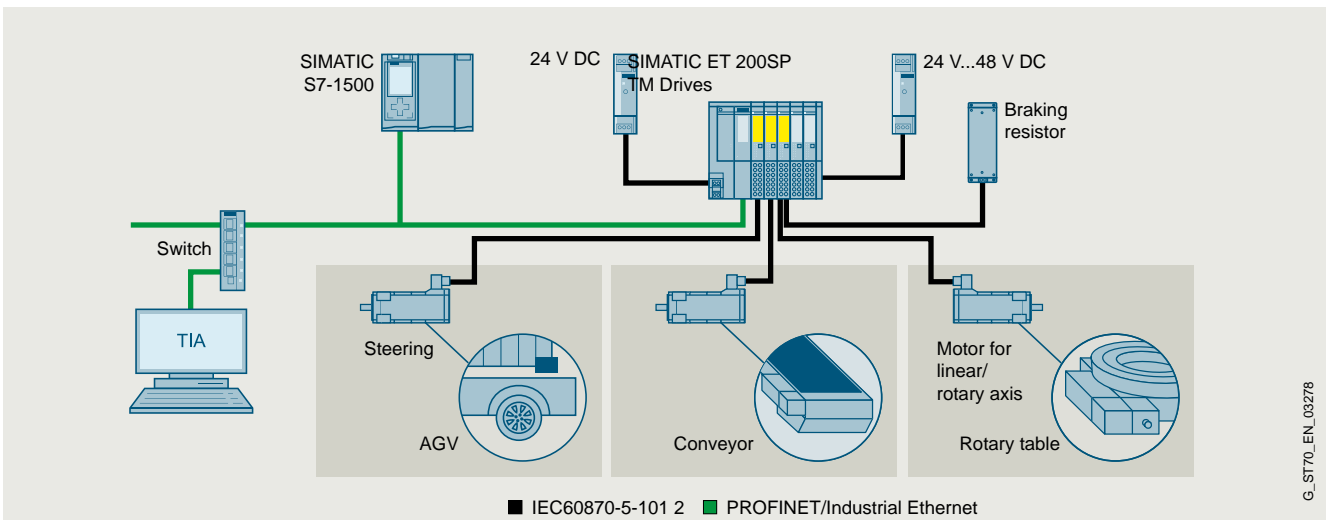 SIMATIC
S7-1500
24 V DC
SIMATIC ET 200SP
TM Drives
24 V...48 V DC
Braking
resistor
Switch
TIA
Steering
AGV
Conveyor
Motor for
linear/
rotary axis
Rotary table
IEC60870-5-101 2
PROFINET/Industrial Ethernet
G_ST70_EN_03278